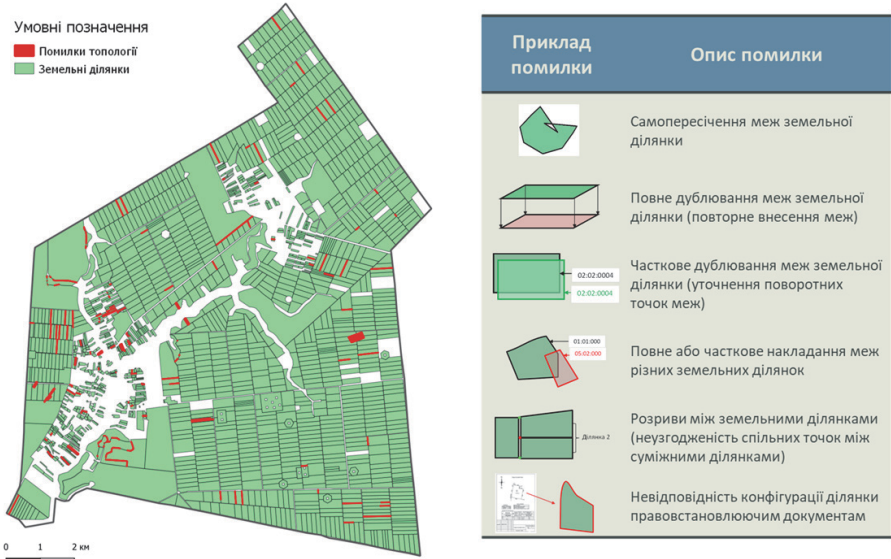 Умовні позначення
Помилки топології
Земельні ділянки
0 1 2 км
Приклад
помилки
Опис помилки
Самопересічення меж земельної
ділянки
Повне дублювання меж земельної
ділянки (повторне внесення меж)
02:02:0004
02:02:0004
Часткове дублювання меж земельної
ділянки (уточнення поворотних
точок меж)
01:01:000
05:02:000
Повне або часткове накладання меж
різних земельних ділянок
Ділянка 2
Розриви між земельними ділянками
(неузгодженість спільних точок між
суміжними ділянками)
Невідповідність конфігурації ділянки
правовстановлюючим документам